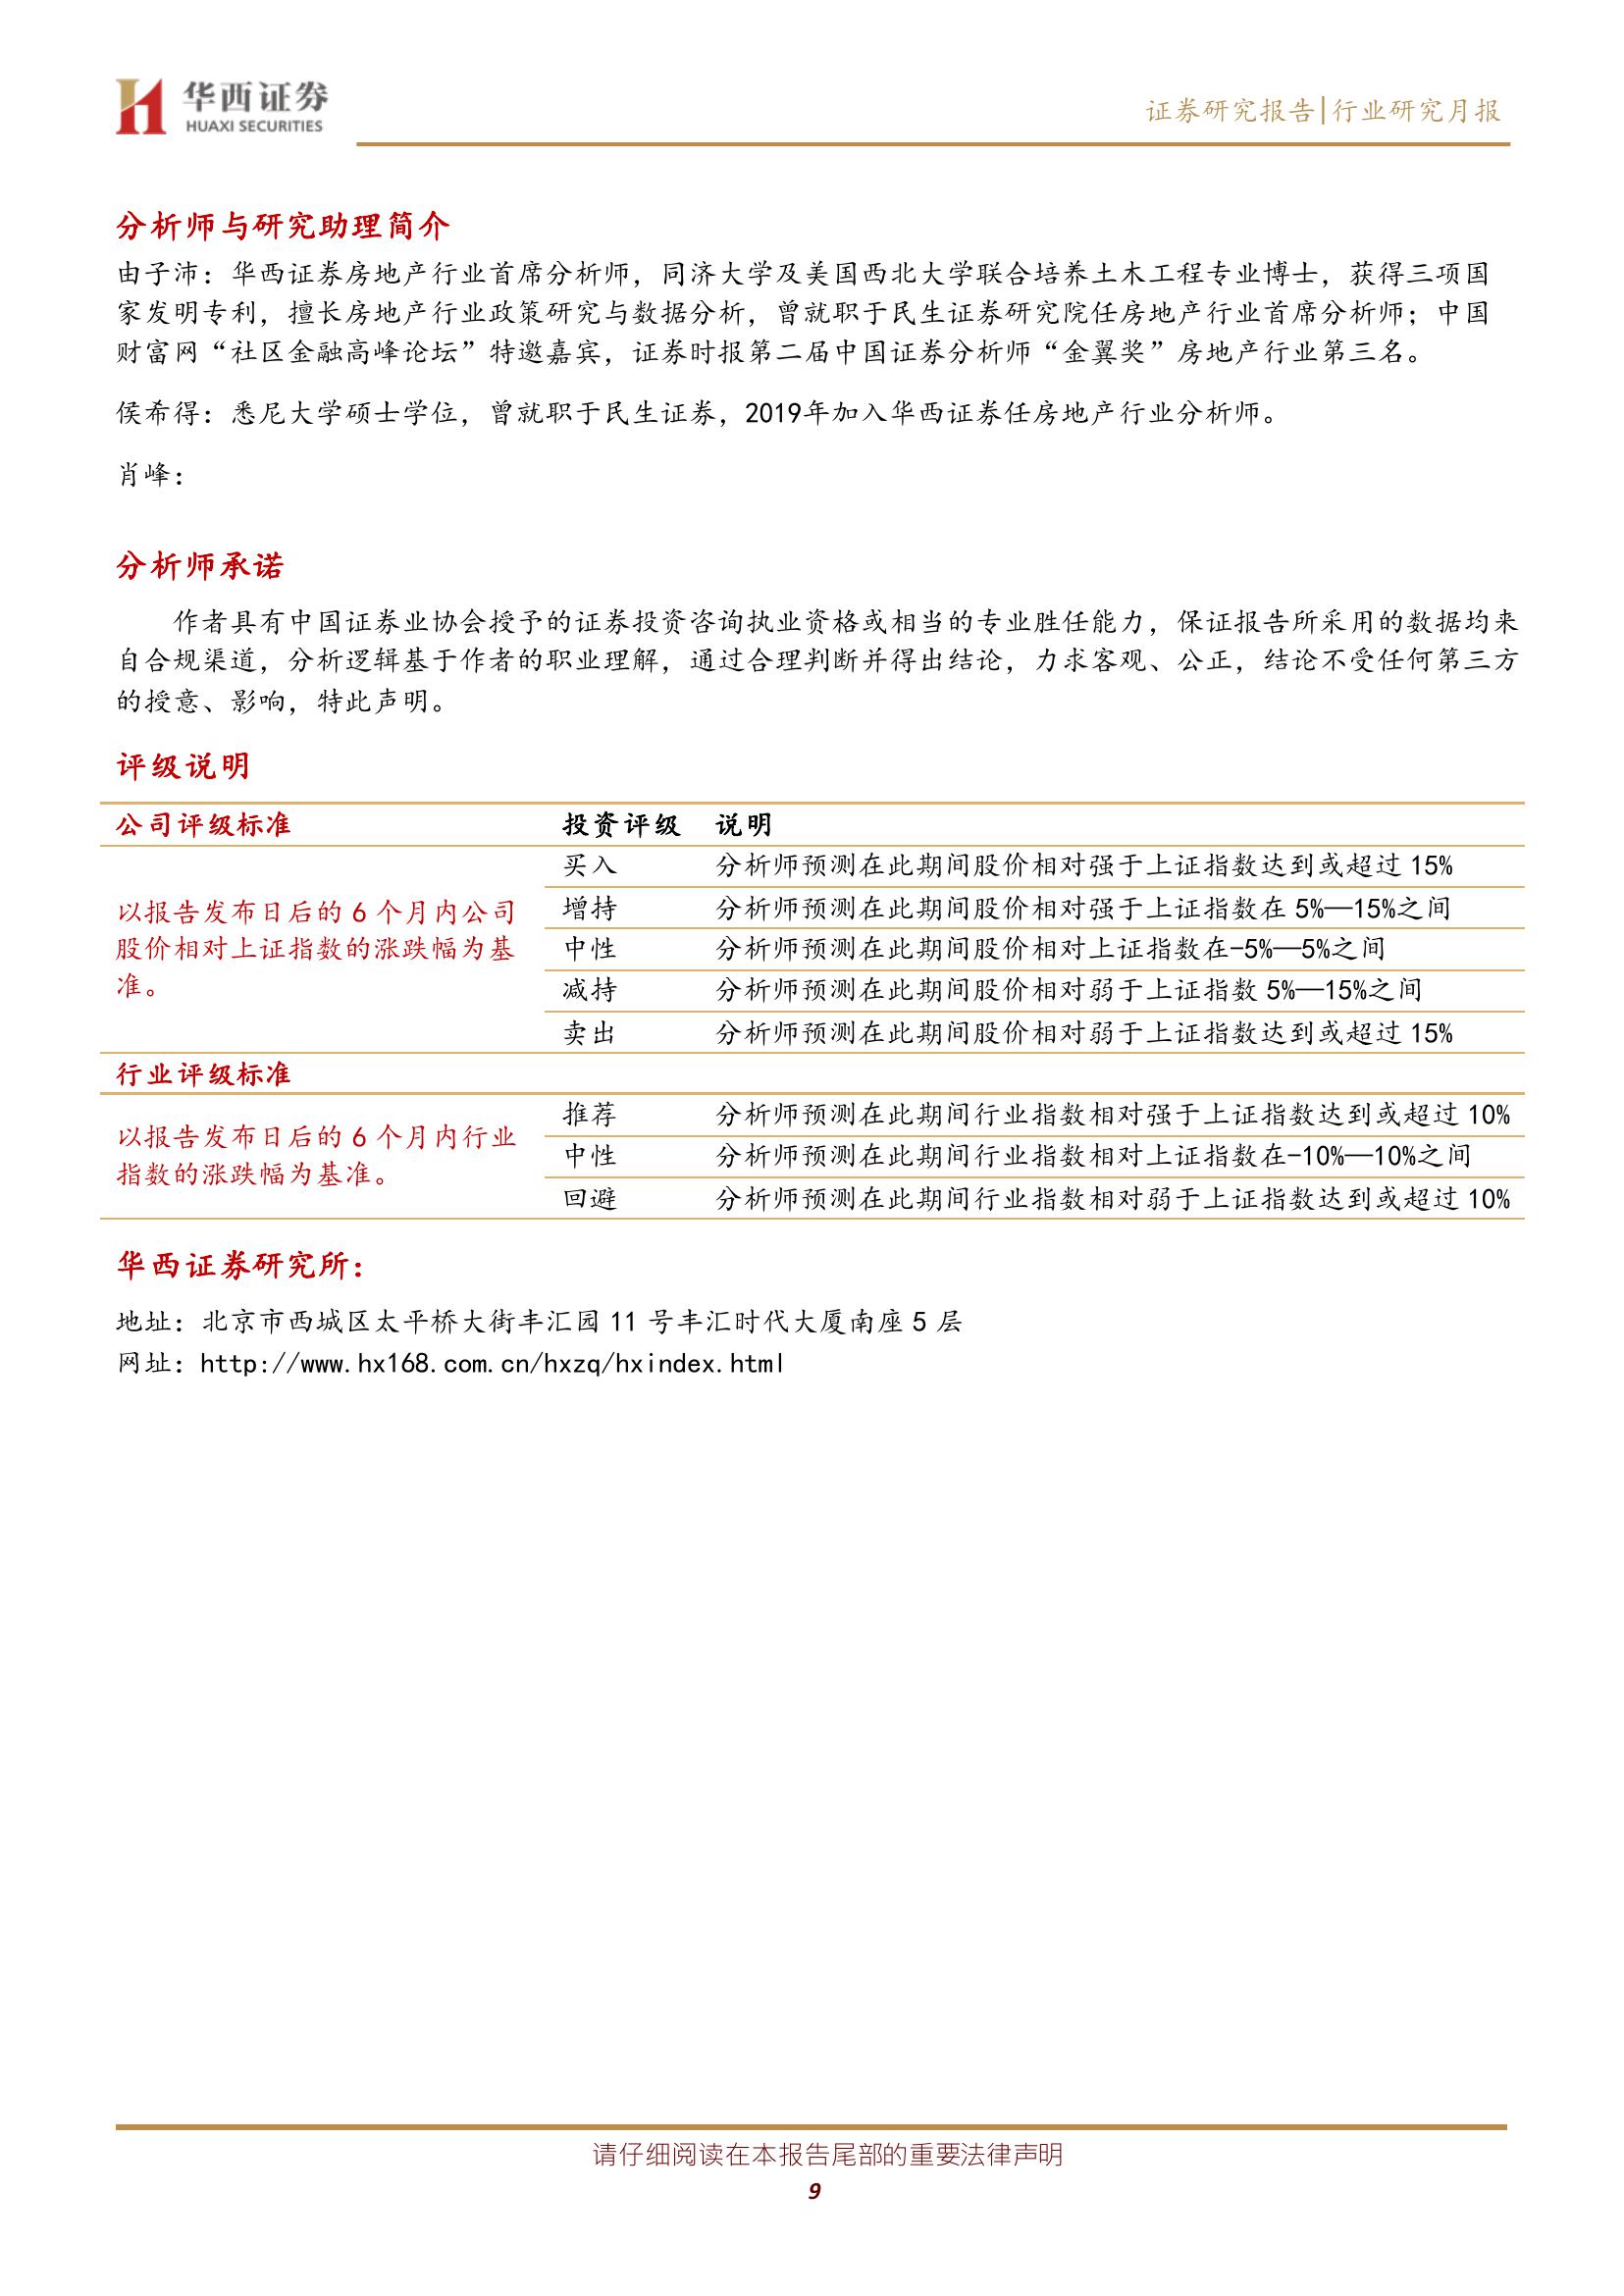 华西证券
HUAXI SECURITIES
证券研究报告|行业研究月报
分析师与研究助理简介
由子沛：华西证券房地产行业首席分析师，同济大学及美国西北大学联合培养土木工程专业博士，获得三项国
家发明专利，擅长房地产行业政策研究与数据分析，曾就职于民生证券研究院任房地产行业首席分析师；中国
财富网“社区金融高峰论坛”特邀嘉宾，证券时报第二届中国证券分析师“金翼奖”房地产行业第三名。
侯希得：悉尼大学硕士学位，曾就职于民生证券，2019年加入华西证券任房地产行业分析师。
肖峰：
分析师承诺
作者具有中国证券业协会授予的证券投资咨询执业资格或相当的专业胜任能力，保证报告所采用的数据均来
自合规渠道，分析逻辑基于作者的职业理解，通过合理判断并得出结论，力求客观、公正，结论不受任何第三方
的授意、影响，特此声明。
评级说明
公司评级标准 投资评级 说明
以报告发布日后的 6 个月内公司
股价相对上证指数的涨跌幅为基
准。
买入 分析师预测在此期间股价相对强于上证指数达到或超过 15%
增持 分析师预测在此期间股价相对强于上证指数在 5%—15%之间
中性 分析师预测在此期间股价相对上证指数在-5%—5%之间
减持 分析师预测在此期间股价相对弱于上证指数 5%—15%之间
卖出 分析师预测在此期间股价相对弱于上证指数达到或超过 15%
行业评级标准
以报告发布日后的 6 个月内行业
指数的涨跌幅为基准。
推荐 分析师预测在此期间行业指数相对强于上证指数达到或超过 10%
中性 分析师预测在此期间行业指数相对上证指数在-10%—10%之间
回避 分析师预测在此期间行业指数相对弱于上证指数达到或超过 10%
华西证券研究所：
地址：北京市西城区太平桥大街丰汇园 11 号丰汇时代大厦南座 5 层
网址：http://www.hx168.com.cn/hxzq/hxindex.html
请仔细阅读在本报告尾部的重要法律声明
9